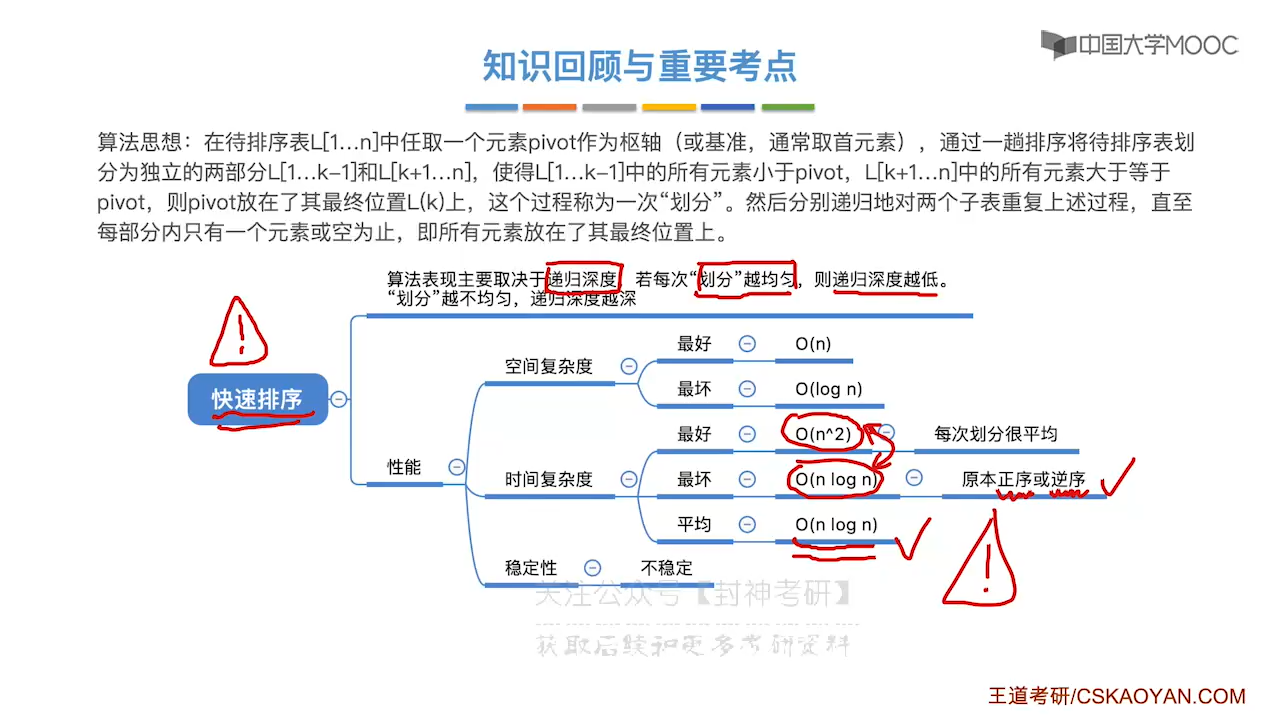 中国大学MOOC
知识回顾与重要考点
算法思想：在待排序表L[1…n]中任取一个元素pivot作为枢轴（或基准，通常取首元素），通过一趟排序将待排序表划
分为独立的两部分L[1…k-1]和L[k+1…n]，使得L[1…k-1]中的所有元素小于pivot，L[k+1…n]中的所有元素大于等于
pivot，则pivot放在了其最终位置L(k)上，这个过程称为一次“划分”。然后分别递归地对两个子表重复上述过程，直至
每部分内只有一个元素或空为止，即所有元素放在了其最终位置上。
算法表现主要取决于递归深度，若每次“划分”越均匀，则递归深度越低。
“划分”越不均匀，递归深度越深
快速排序
性能
空间复杂度
最好 O(n)
最坏 O(log n)
时间复杂度
最好 O(n^2) 每次划分很平均
最坏 O(n log n) 原本正序或逆序
平均 O(n log n)
稳定性 不稳定
关注公众号【封神考研】
获取后续和更多考研资料
王道考研/CSKAOYAN.COM